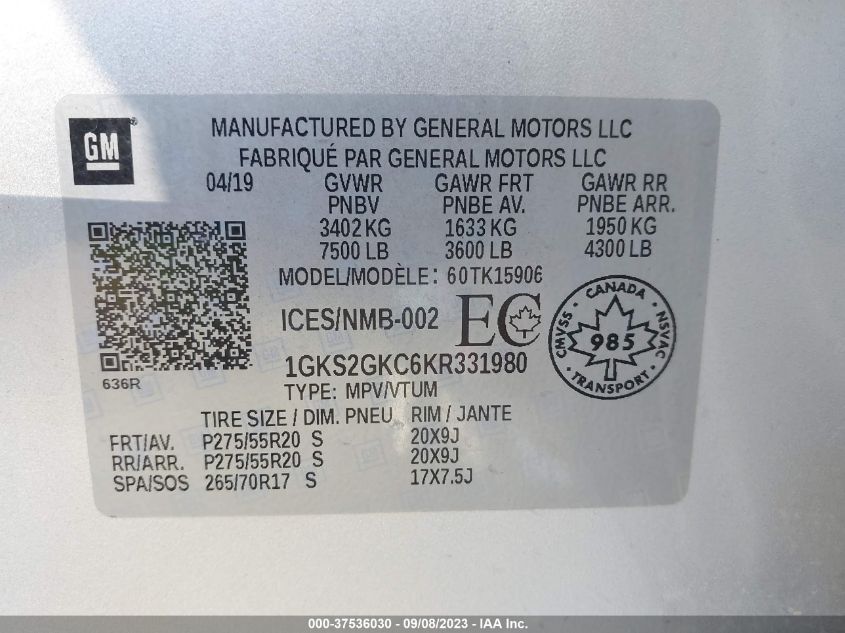 GM
MANUFACTURED BY GENERAL MOTORS LLC
FABRIQUÉ PAR GENERAL MOTORS LLC
04/19 GVWR GAWR FRT GAWR RR
PNBV PNBE AV. PNBE ARR.
3402 KG 1633 KG 1950 KG
7500 LB 3600 LB 4300 LB
MODEL/MODÈLE: 60TK15906
ICES/NMB-002 EC
CANADA
CMVSS 985 NSVAC
TRANSPORT
636R
1GKS2GKC6KR331980
TYPE: MPV/VTUM
TIRE SIZE / DIM. PNEU RIM / JANTE
FRT/AV. P275/55R20 S 20X9J
RR/ARR. P275/55R20 S 20X9J
SPA/SOS 265/70R17 S 17X7.5J
000-37536030 - 09/08/2023 - IAA Inc.